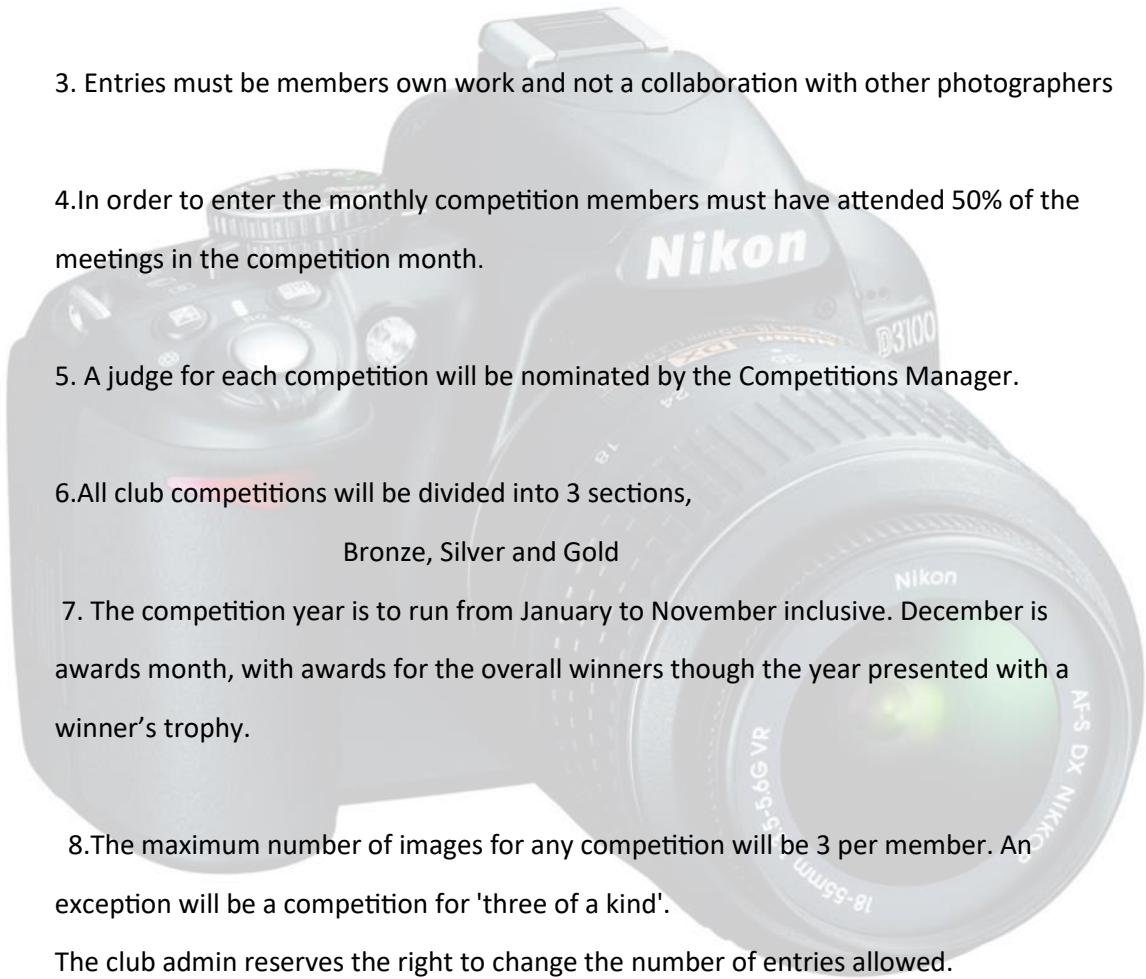 3. Entries must be members own work and not a collaboration with other photographers
4.In order to enter the monthly competition members must have attended 50% of the
meetings in the competition month.
Nikon
D3100
5. A judge for each competition will be nominated by the Competitions Manager.
24
18
6.All club competitions will be divided into 3 sections,
Bronze, Silver and Gold
Nikon
7. The competition year is to run from January to November inclusive. December is
awards month, with awards for the overall winners though the year presented with a
winner’s trophy.
AF-S DX NIKKOR
18-55mm
8.The maximum number of images for any competition will be 3 per member. An
exception will be a competition for 'three of a kind'.
The club admin reserves the right to change the number of entries allowed.